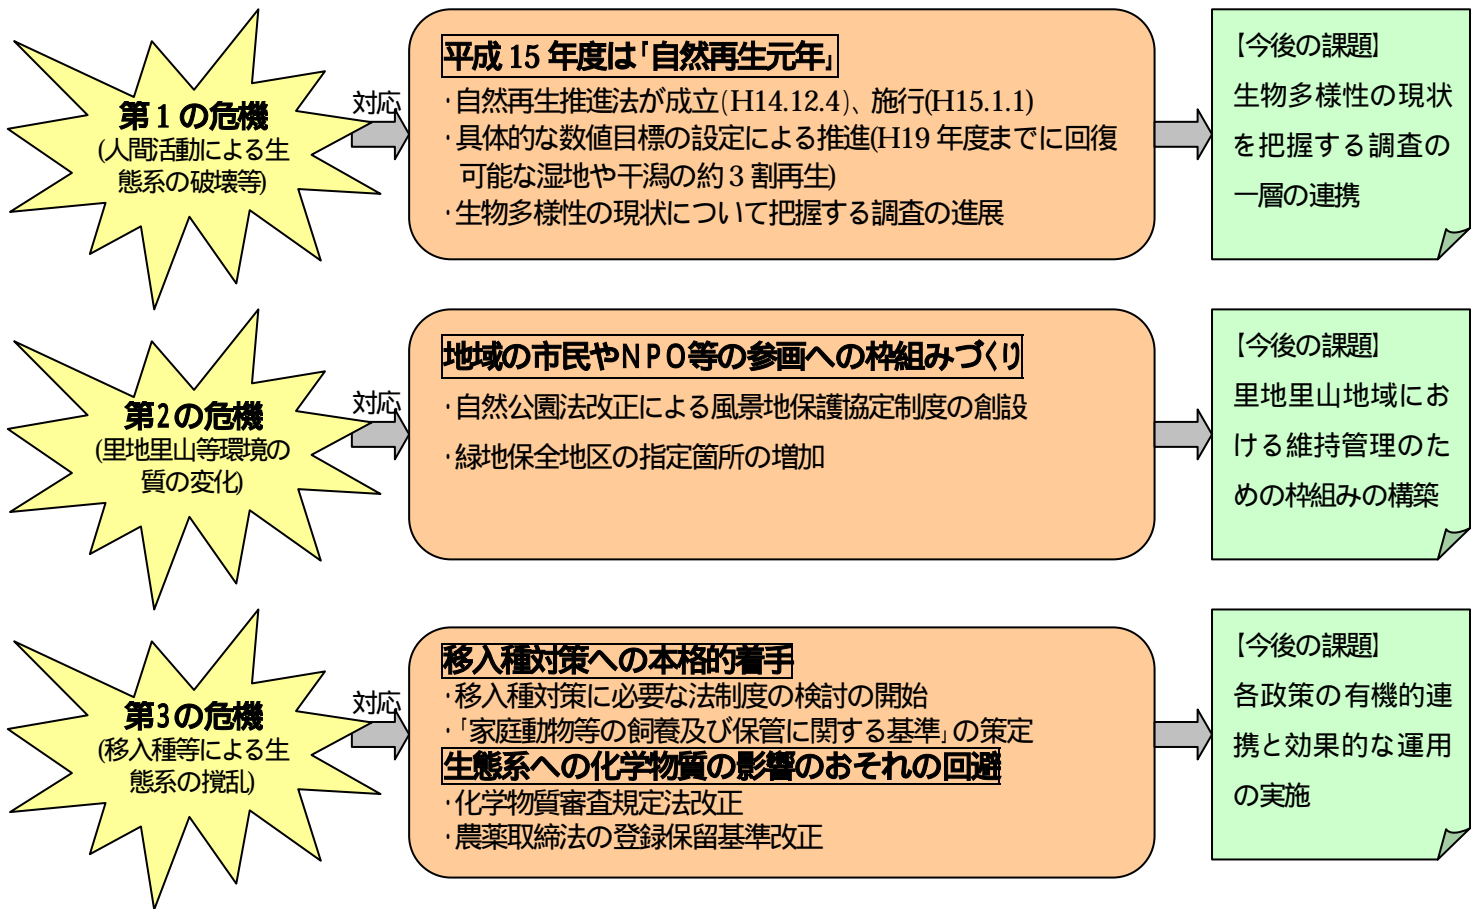 第1の危機
(人間活動による生
態系の破壊等)
対応
平成 15 年度は「自然再生元年」
・自然再生推進法が成立(H14.12.4)、施行(H15.1.1)
・具体的な数値目標の設定による推進(H19 年度までに回復
可能な湿地や干潟の約 3 割再生)
・生物多様性の現状について把握する調査の進展
【今後の課題】
生物多様性の現状
を把握する調査の
一層の連携
第2の危機
(里地里山等環境の
質の変化)
対応
地域の市民やNPO等の参画への枠組みづくり
・自然公園法改正による風景地保護協定制度の創設
・緑地保全地区の指定箇所の増加
【今後の課題】
里地里山地域にお
ける維持管理のた
めの枠組みの構築
第3の危機
(移入種等による生
態系の撹乱)
対応
移入種対策への本格的着手
・移入種対策に必要な法制度の検討の開始
・「家庭動物等の飼養及び保管に関する基準」の策定
生態系への化学物質の影響のおそれの回避
・化学物質審査規定法改正
・農薬取締法の登録保留基準改正
【今後の課題】
各政策の有機的連
携と効果的な運用
の実施